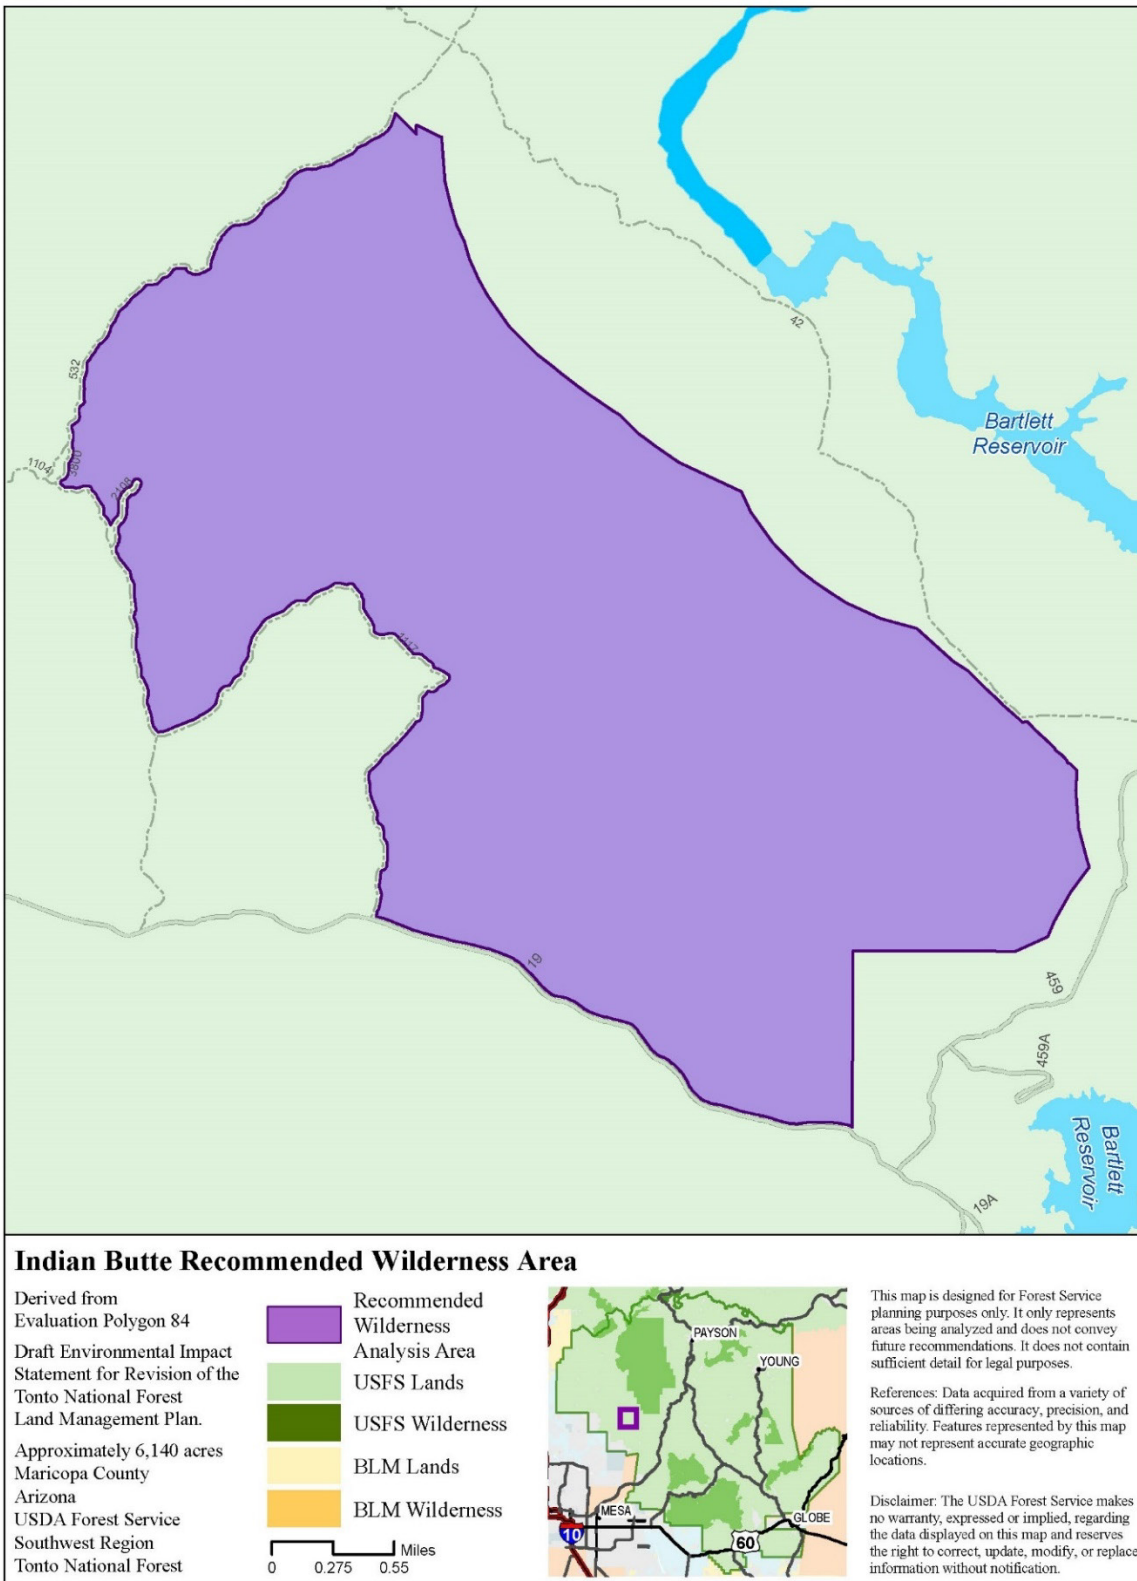 42
532
Bartlett
Reservoir
1104
3800
2108
1117
19
459
459A
Bartlett
Reservoir
19A
Indian Butte Recommended Wilderness Area
Derived from
Evaluation Polygon 84
Draft Environmental Impact
Statement for Revision of the
Tonto National Forest
Land Management Plan.
Approximately 6,140 acres
Maricopa County
Arizona
USDA Forest Service
Southwest Region
Tonto National Forest
Recommended
Wilderness
Analysis Area
USFS Lands
USFS Wilderness
BLM Lands
BLM Wilderness
Miles
0 0.275 0.55
PAYSON
YOUNG
MESA
GLOBE
10
60
This map is designed for Forest Service
planning purposes only. It only represents
areas being analyzed and does not convey
future recommendations. It does not contain
sufficient detail for legal purposes.
References: Data acquired from a variety of
sources of differing accuracy, precision, and
reliability. Features represented by this map
may not represent accurate geographic
locations.
Disclaimer: The USDA Forest Service makes
no warranty, expressed or implied, regarding
the data displayed on this map and reserves
the right to correct, update, modify, or replace
information without notification.